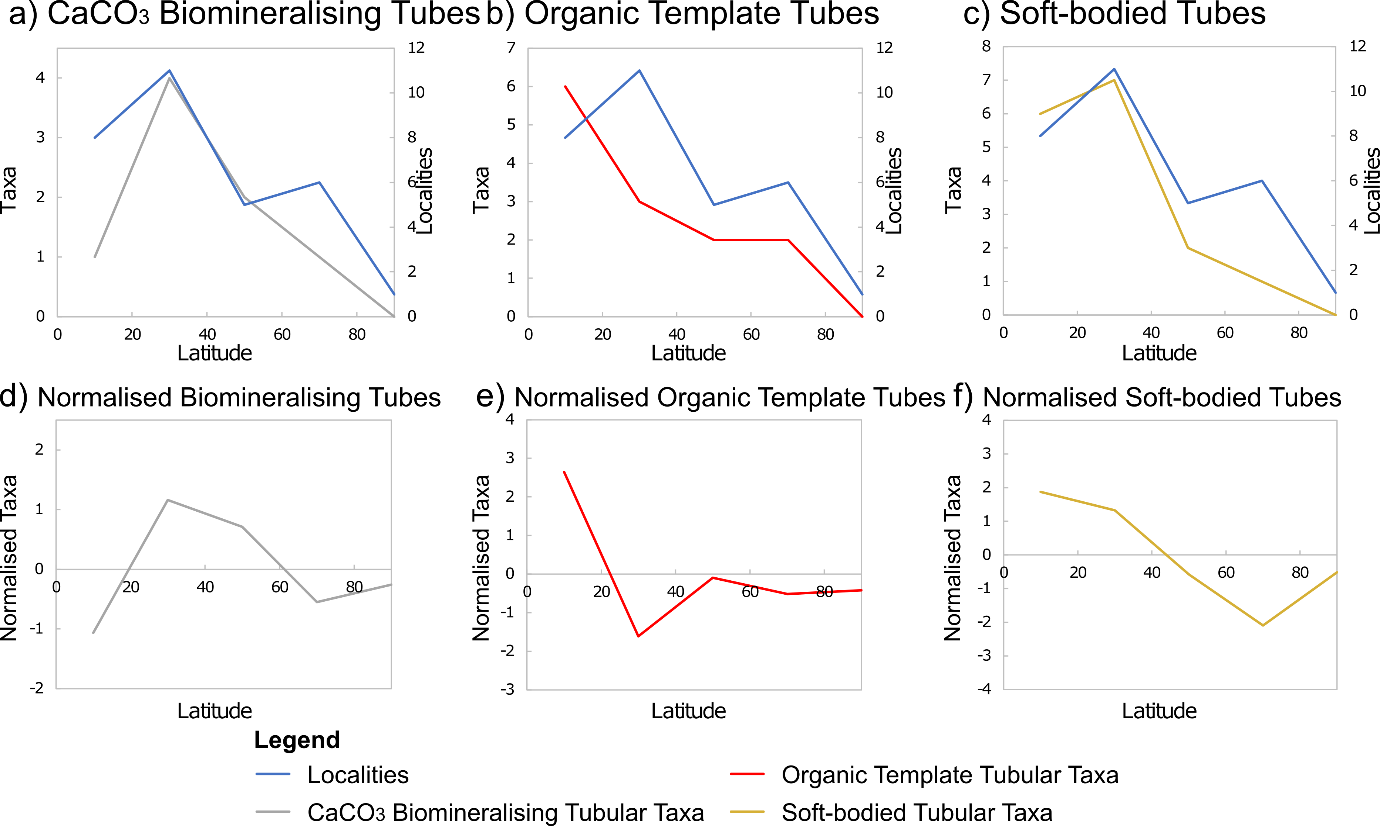 a) CaCO3 Biomineralising Tubes
4
3
2
1
0
Taxa
12
10
8
6
4
2
0
Localities
0 20 40 60 80
Latitude
b) Organic Template Tubes
7
6
5
4
3
2
1
0
Taxa
12
10
8
6
4
2
0
Localities
0 20 40 60 80
Latitude
c) Soft-bodied Tubes
8
7
6
5
4
3
2
1
0
Taxa
12
10
8
6
4
2
0
Localities
0 20 40 60 80
Latitude
d) Normalised Biomineralising Tubes
2
1
0
-1
-2
Normalised Taxa
0 20 40 60 80
Latitude
e) Normalised Organic Template Tubes
4
3
2
1
0
-1
-2
-3
Normalised Taxa
0 20 40 60 80
Latitude
f) Normalised Soft-bodied Tubes
4
3
2
1
0
-1
-2
-3
-4
Normalised Taxa
0 20 40 60 80
Latitude
Legend
Localities
CaCO3 Biomineralising Tubular Taxa
Organic Template Tubular Taxa
Soft-bodied Tubular Taxa